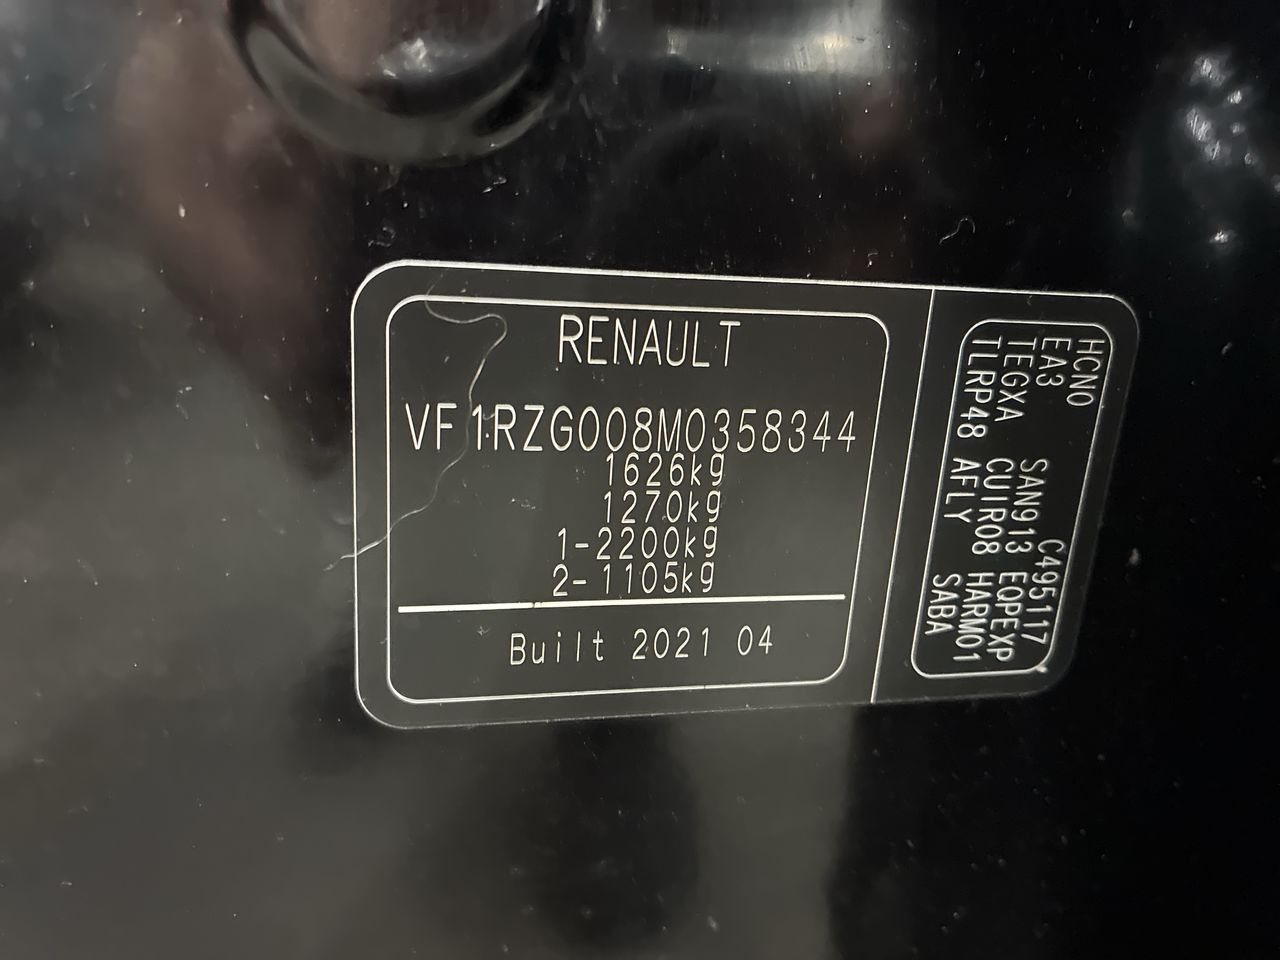 RENAULT
VF1RZG008M0358344
1626kg
1270kg
1-2200kg
2-1105kg
Built 2021 04
HCN0
EA3 C495117
TEGXA SAN913 EQPEXP
TLRP48 CUIR08 HARM01
AFLY SABA